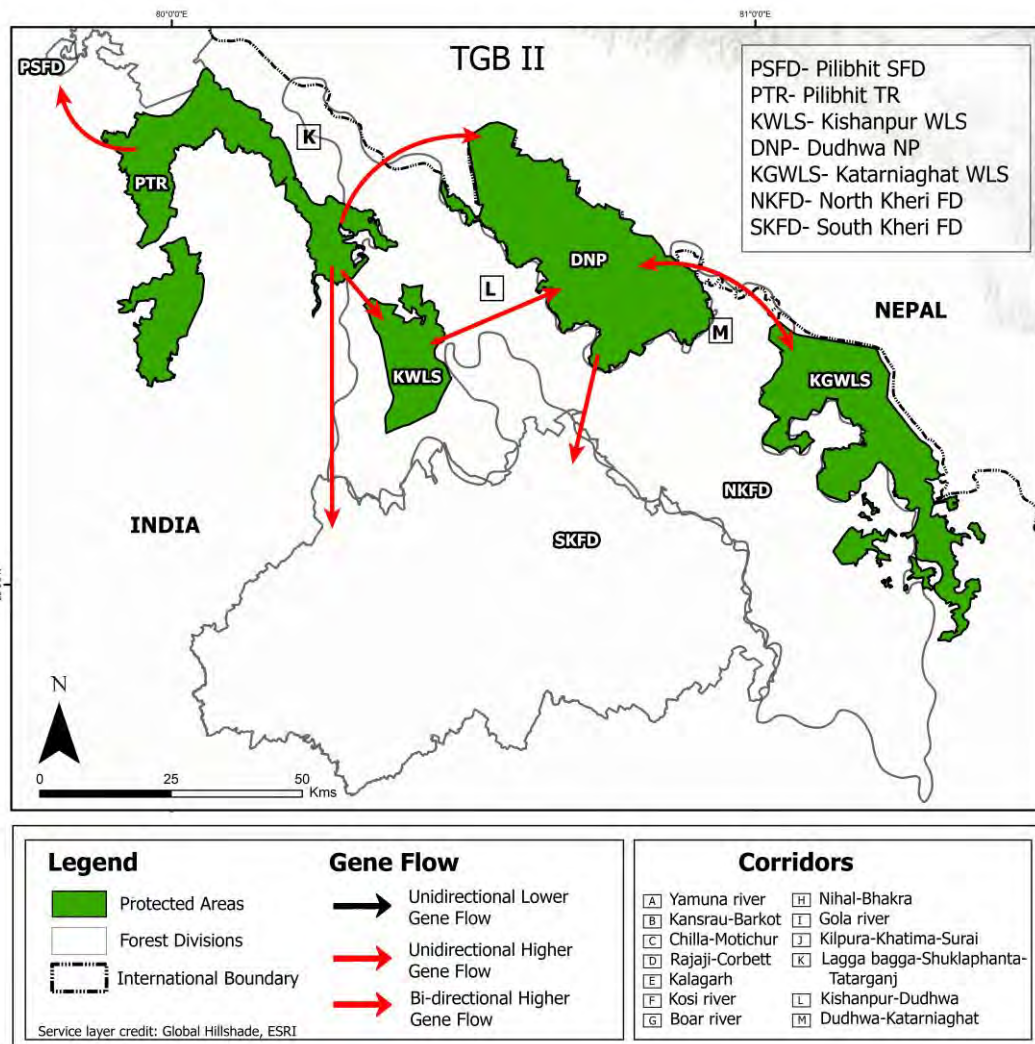 80°0'0"E
81°0'0"E
TGB II
PSFD- Pilibhit SFD
PTR- Pilibhit TR
KWLS- Kishanpur WLS
DNP- Dudhwa NP
KGWLS- Katarniaghat WLS
NKFD- North Kheri FD
SKFD- South Kheri FD
PSFD
K
PTR
DNP
L
NEPAL
M
KWLS
KGWLS
NKFD
INDIA
SKFD
N
0
25
50
Kms
Legend
Protected Areas
Forest Divisions
International Boundary
Service layer credit: Global Hillshade, ESRI
Gene Flow
Unidirectional Lower
Gene Flow
Unidirectional Higher
Gene Flow
Bi-directional Higher
Gene Flow
Corridors
A Yamuna river
B Kansrau-Barkot
C Chilla-Motichur
D Rajaji-Corbett
E Kalagarh
F Kosi river
G Boar river
H Nihal-Bhakra
I Gola river
J Kilpura-Khatima-Surai
K Lagga bagga-Shuklaphanta-
Tatarganj
L Kishanpur-Dudhwa
M Dudhwa-Katarniaghat